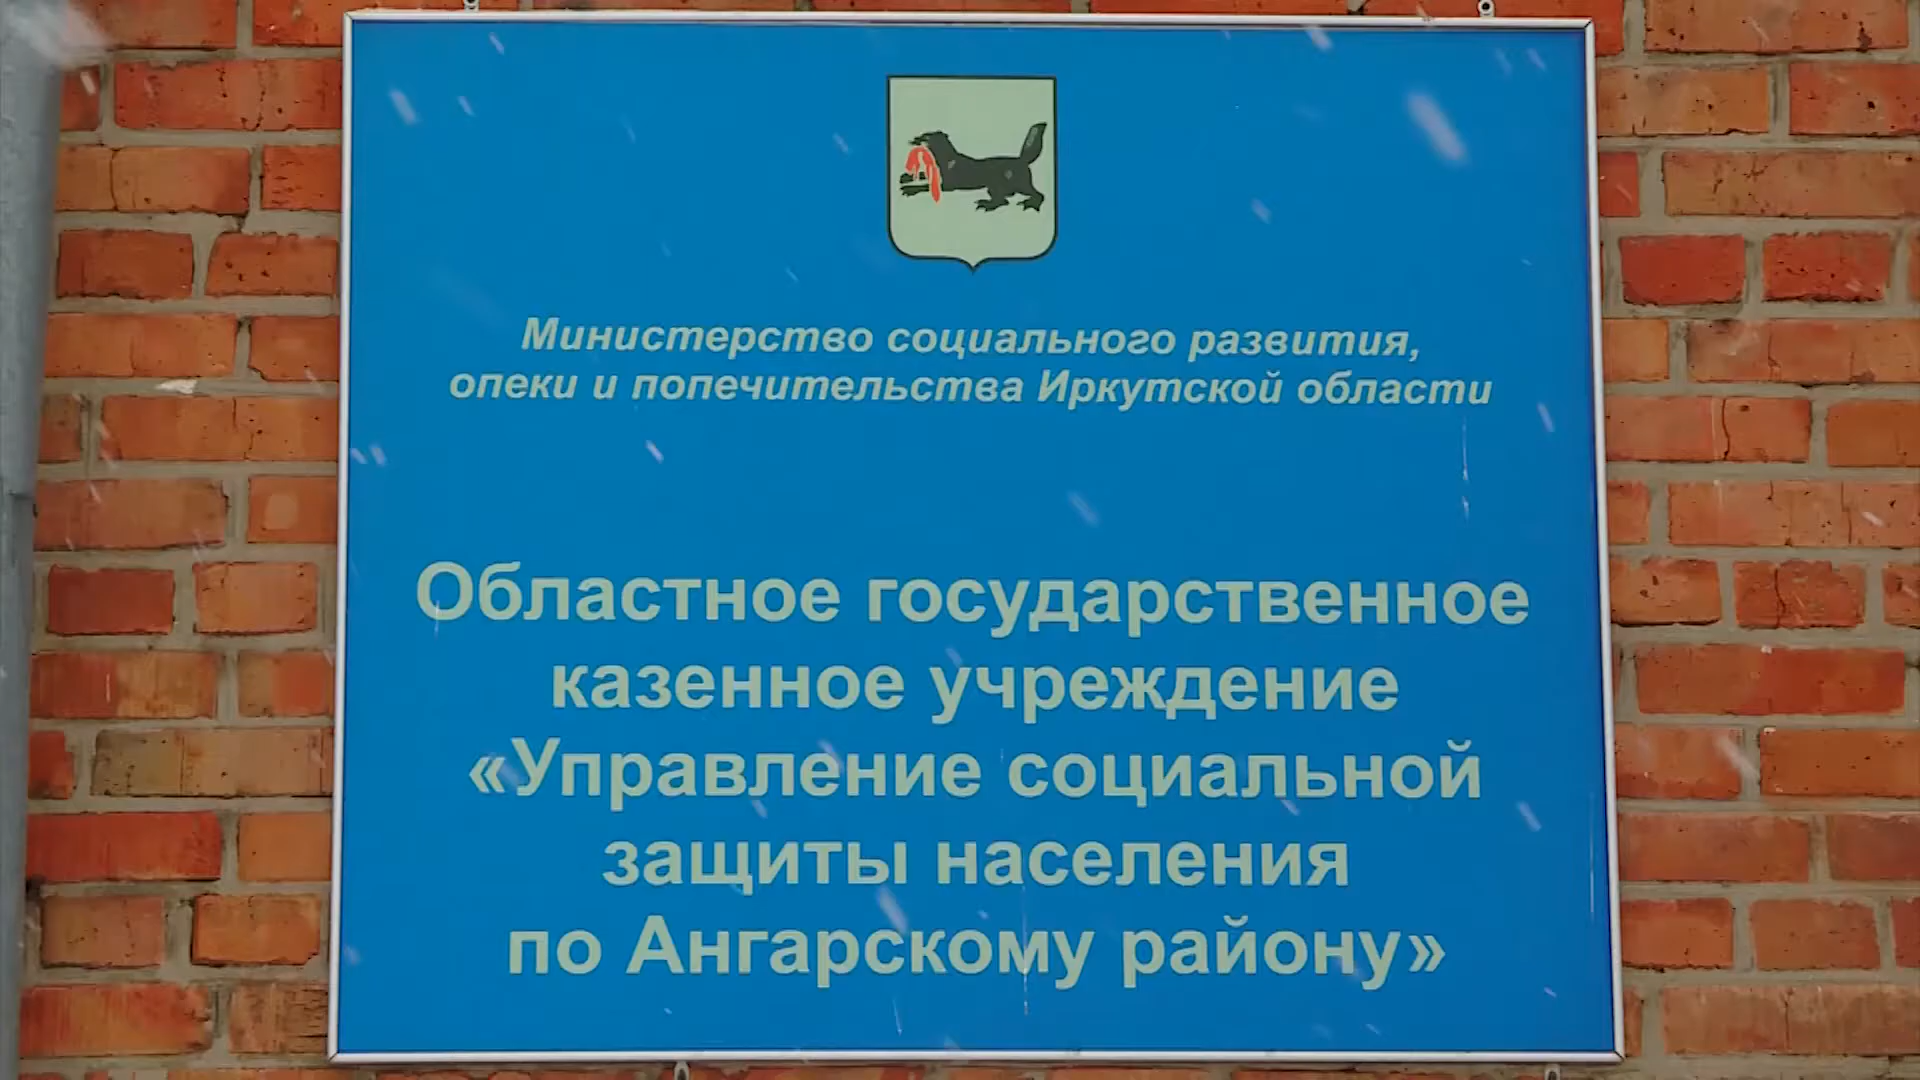 Министерство социального развития,
опеки и попечительства Иркутской области
Областное государственное
казенное учреждение
«Управление социальной
защиты населения
по Ангарскому району»